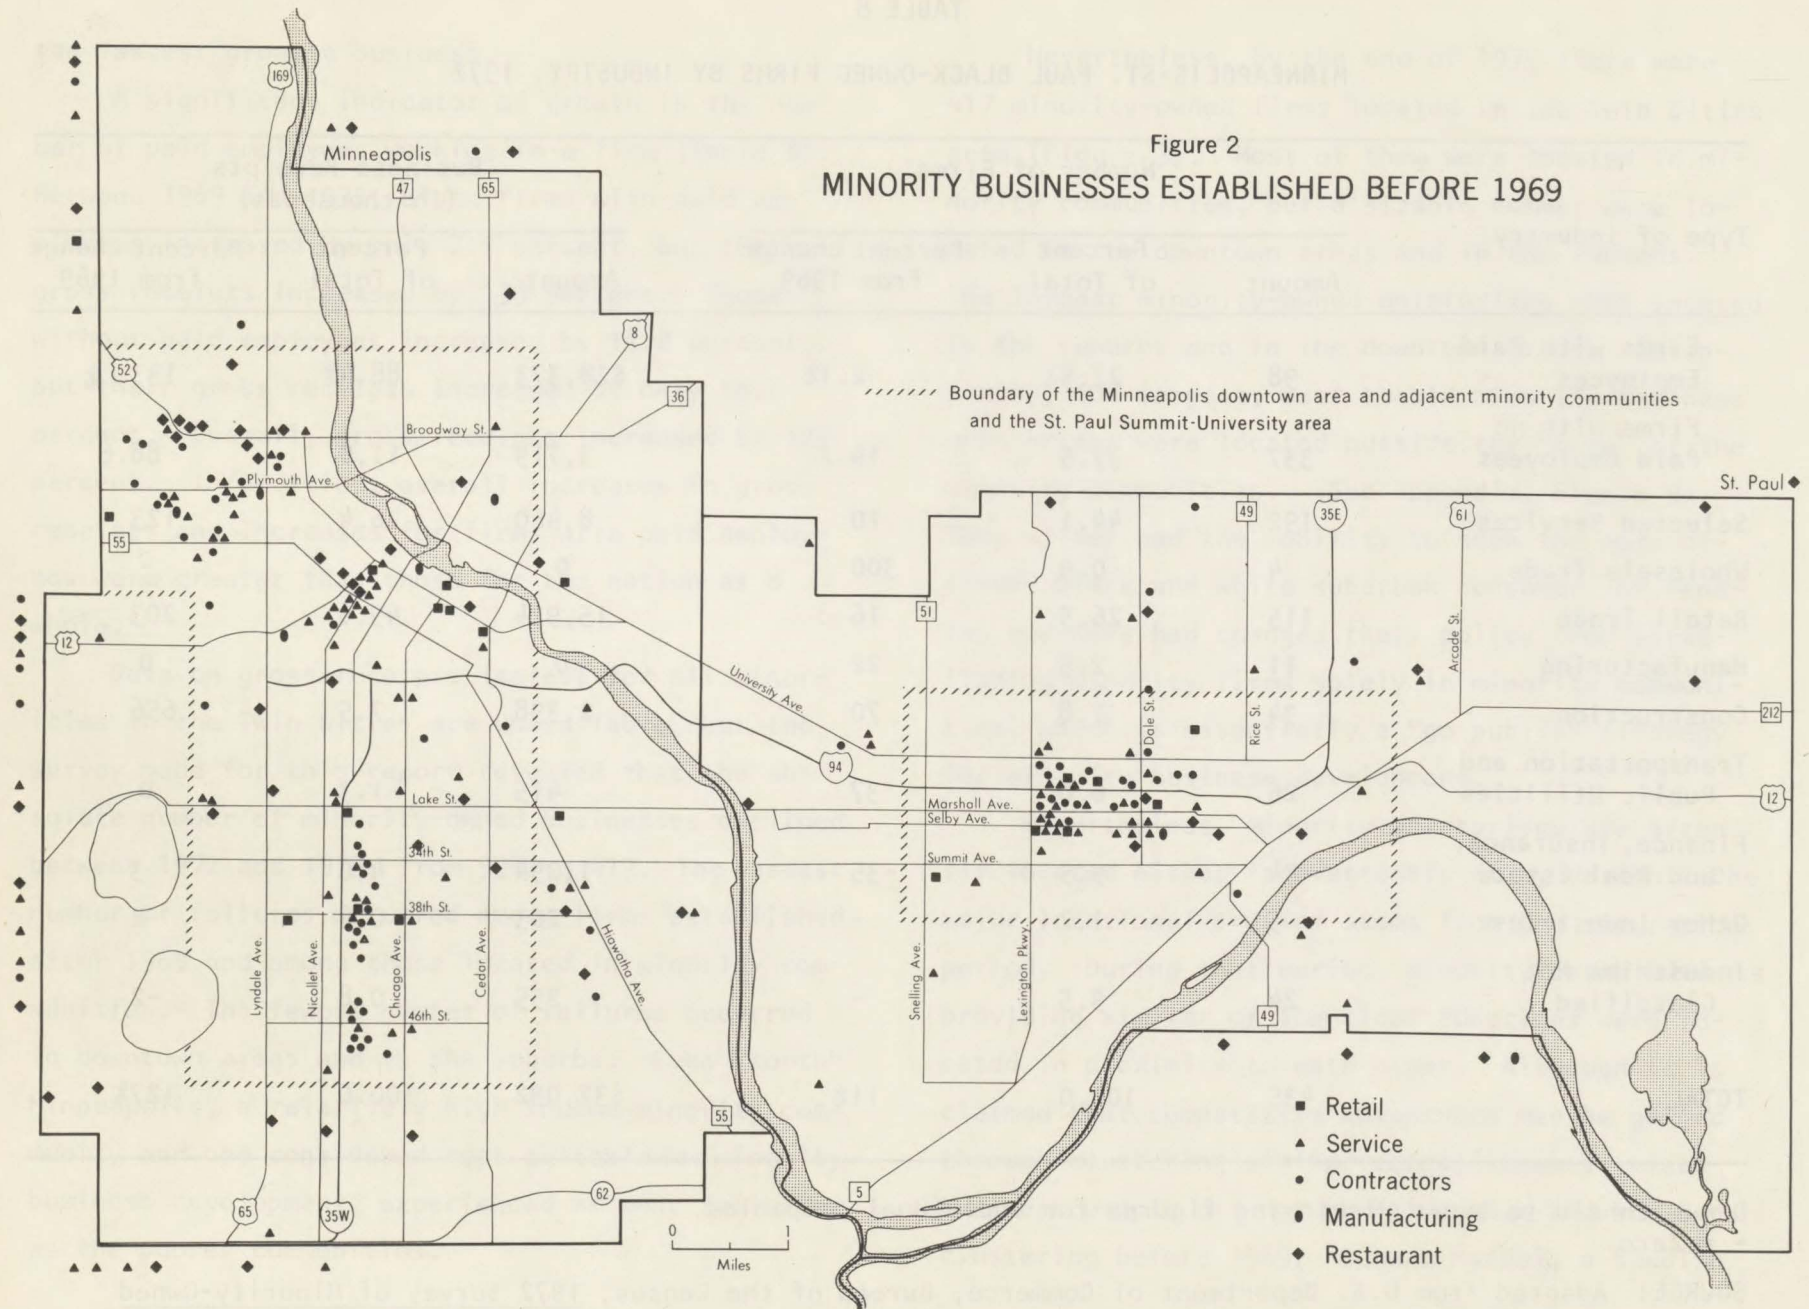 Figure 2
MINORITY BUSINESSES ESTABLISHED BEFORE 1969
Boundary of the Minneapolis downtown area and adjacent minority communities
and the St. Paul Summit-University area
169
Minneapolis
47
65
8
52
36
Broadway St.
Plymouth Ave.
St. Paul
49
35E
61
55
51
12
University Ave.
Arcade St.
Dale St.
Rice St.
212
94
Lake St.
Marshall Ave.
Selby Ave.
12
34th St.
Summit Ave.
38th St.
Lyndale Ave.
Nicollet Ave.
Chicago Ave.
Cedar Ave.
Hiawatha Ave.
Snelling Ave.
Lexington Pkwy.
46th St.
49
55
Retail
Service
Contractors
Manufacturing
Restaurant
65
35W
62
5
0 1
Miles